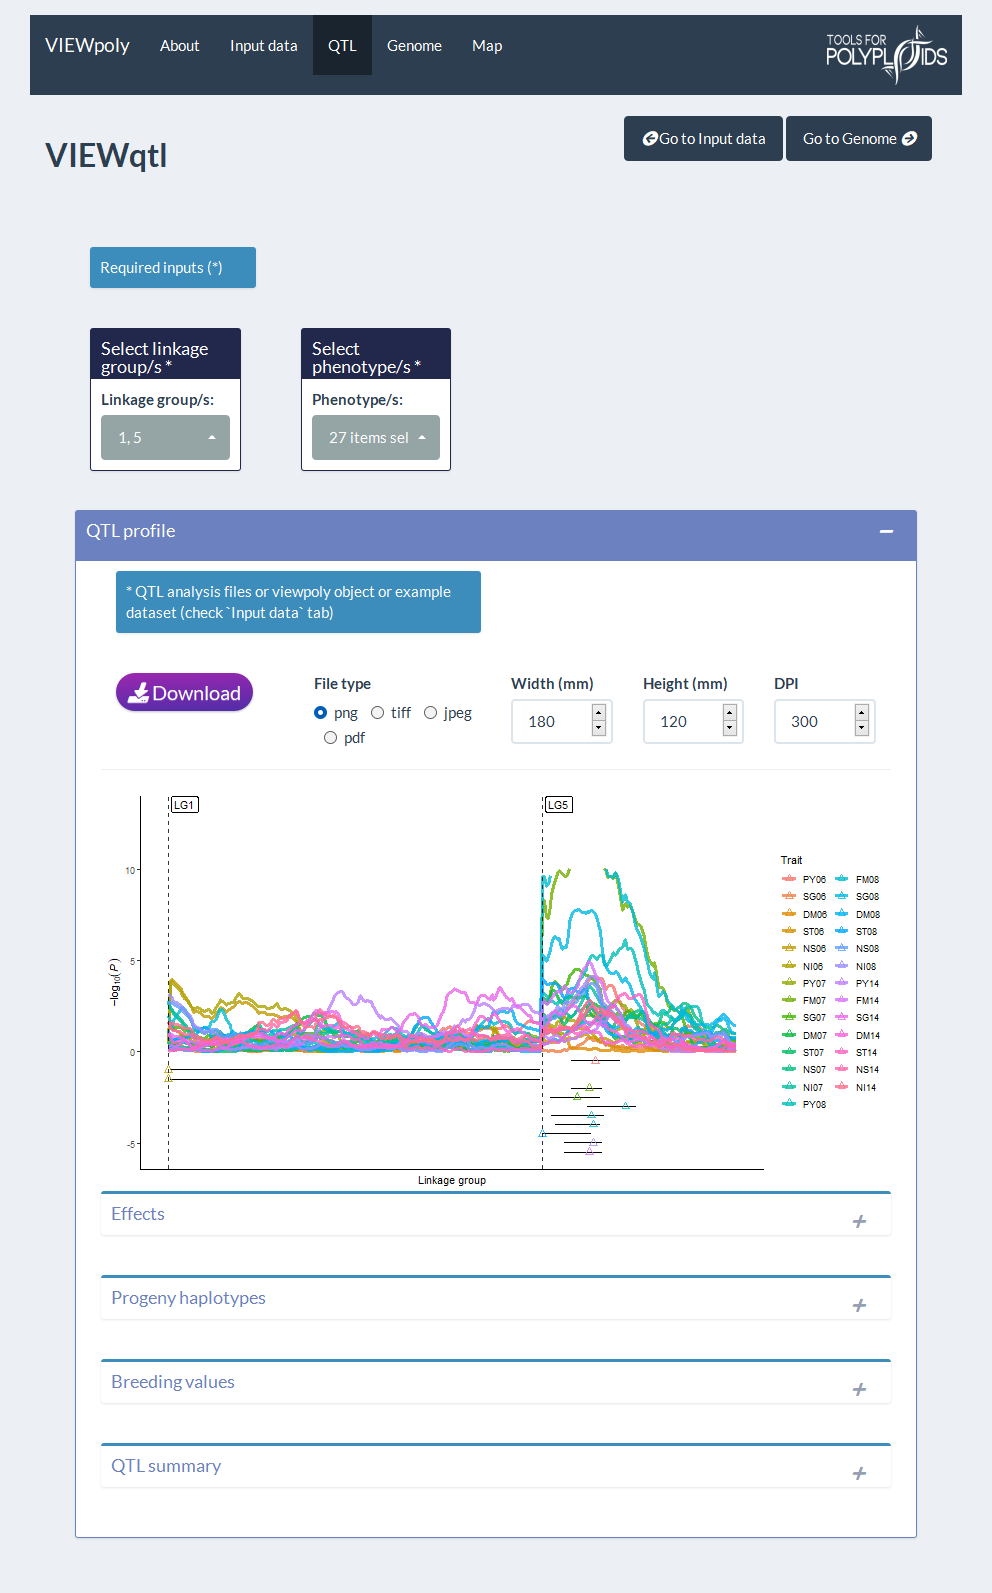 VIEWpoly About Input data QTL Genome Map
TOOLS FOR
POLYPLOIDS
VIEWqtl
Go to Input data
Go to Genome
Required inputs (*)
Select linkage
group/s *
Linkage group/s:
1, 5
Select
phenotype/s *
Phenotype/s:
27 items sel
QTL profile
* QTL analysis files or viewpoly object or example
dataset (check `Input data` tab)
Download
File type
png tiff jpeg
pdf
Width (mm)
180
Height (mm)
120
DPI
300
LG1
LG5
10
5
0
-5
−log10(P)
Linkage group
Trait
PY06 FM08
SG06 SG08
DM06 DM08
ST06 ST08
NS06 NS08
NI06 NI08
PY07 PY14
FM07 FM14
SG07 SG14
DM07 DM14
ST07 ST14
NS07 NS14
NI07 NI14
PY08
Effects
Progeny haplotypes
Breeding values
QTL summary